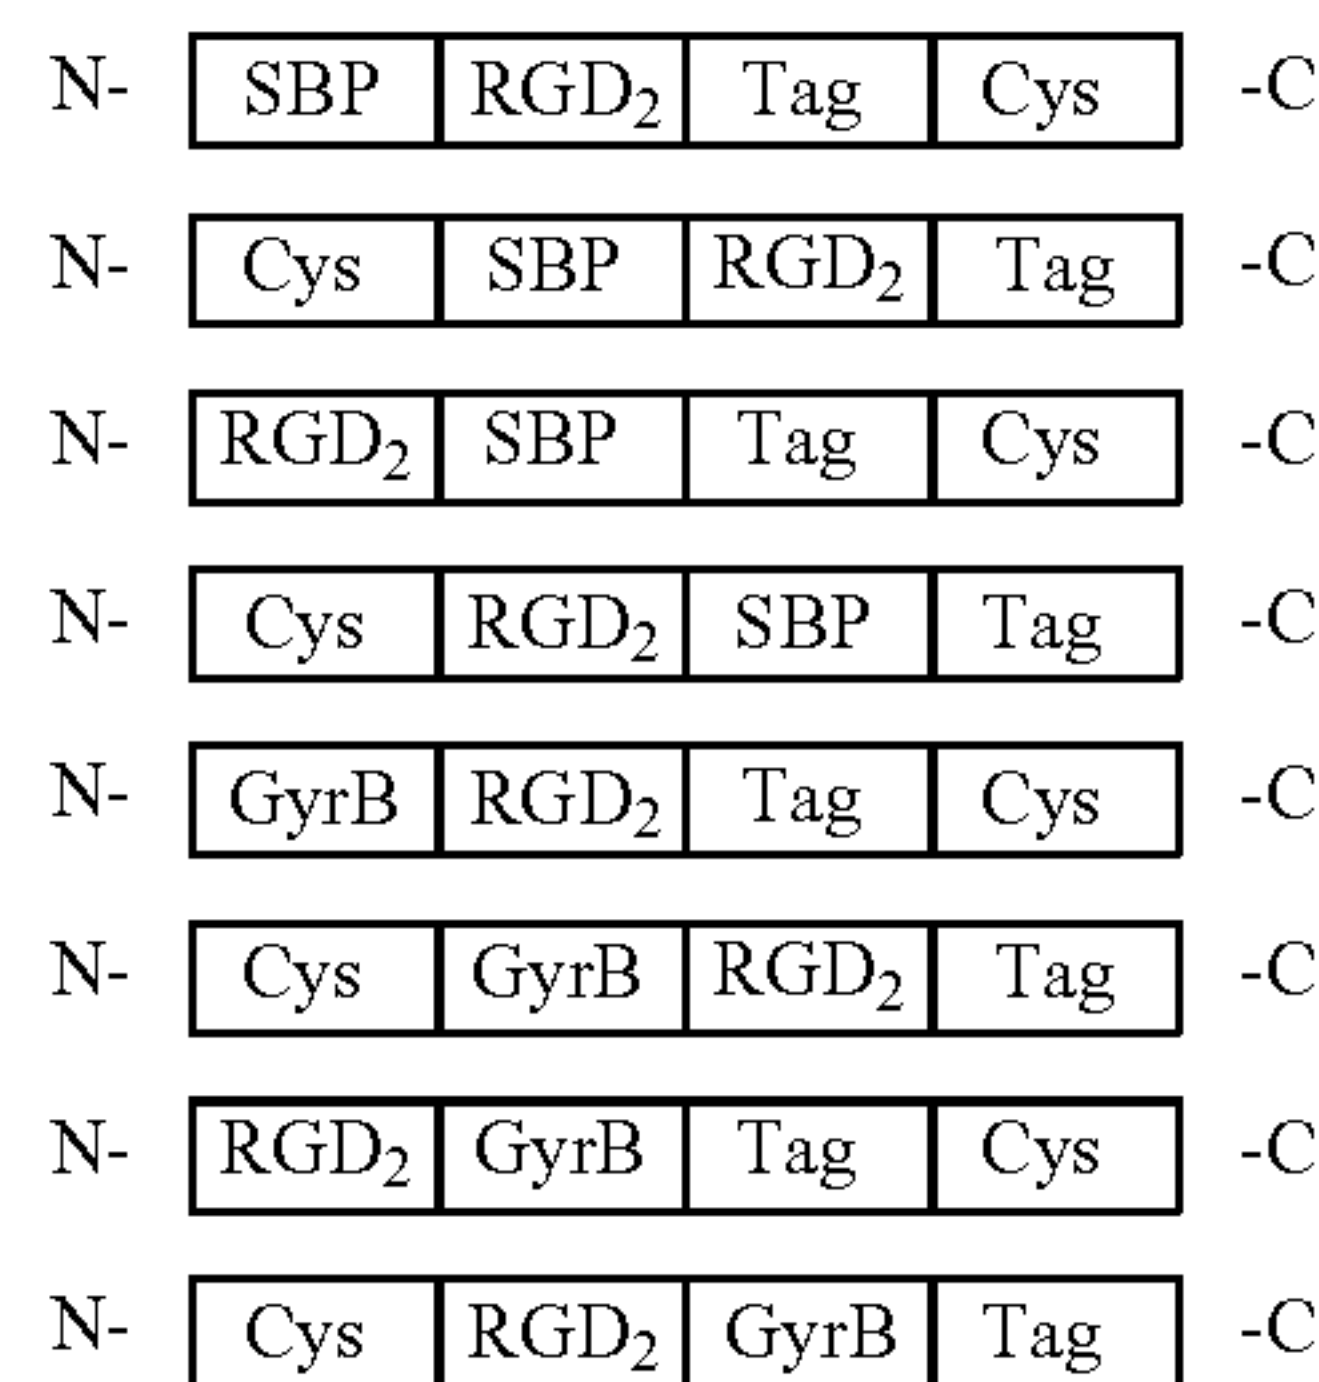 N- SBP RGD₂ Tag Cys -C
N- Cys SBP RGD₂ Tag -C
N- RGD₂ SBP Tag Cys -C
N- Cys RGD₂ SBP Tag -C
N- GyrB RGD₂ Tag Cys -C
N- Cys GyrB RGD₂ Tag -C
N- RGD₂ GyrB Tag Cys -C
N- Cys RGD₂ GyrB Tag -C